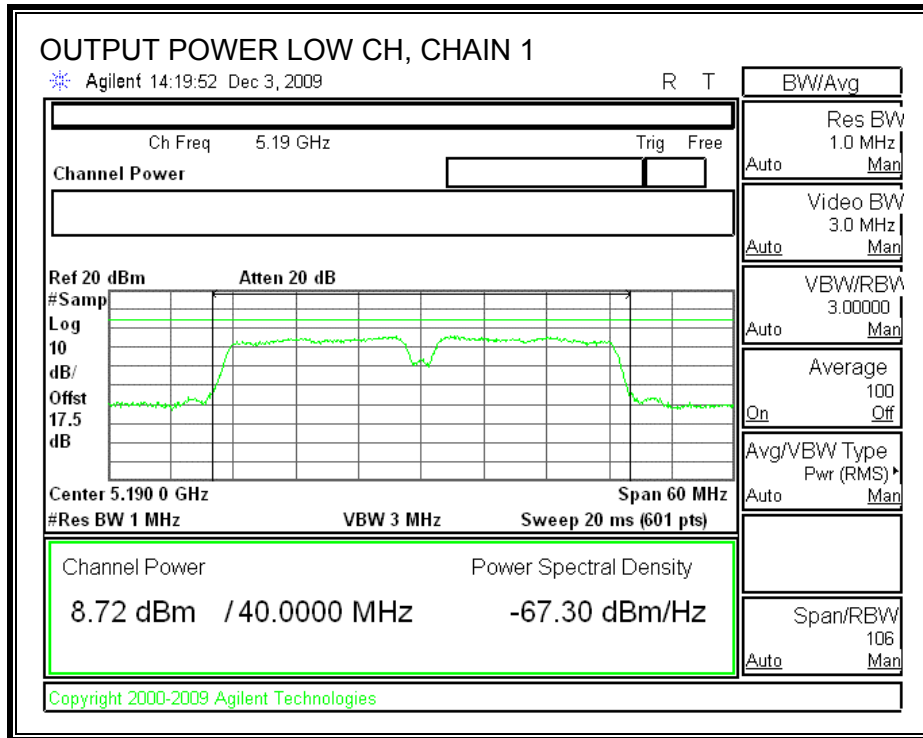 OUTPUT POWER LOW CH, CHAIN 1
Agilent 14:19:52 Dec 3, 2009 R T
Ch Freq 5.19 GHz Trig Free
Channel Power
Ref 20 dBm Atten 20 dB
#Samp
Log
10
dB/
Offst
17.5
dB
Center 5.190 0 GHz Span 60 MHz
#Res BW 1 MHz VBW 3 MHz Sweep 20 ms (601 pts)
Channel Power Power Spectral Density
8.72 dBm / 40.0000 MHz -67.30 dBm/Hz
Copyright 2000-2009 Agilent Technologies
BW/Avg
Res BW
1.0 MHz
Auto Man
Video BW
3.0 MHz
Auto Man
VBW/RBW
3.00000
Auto Man
Average
100
On Off
Avg/VBW Type
Pwr (RMS)
Auto Man
Span/RBW
106
Auto Man